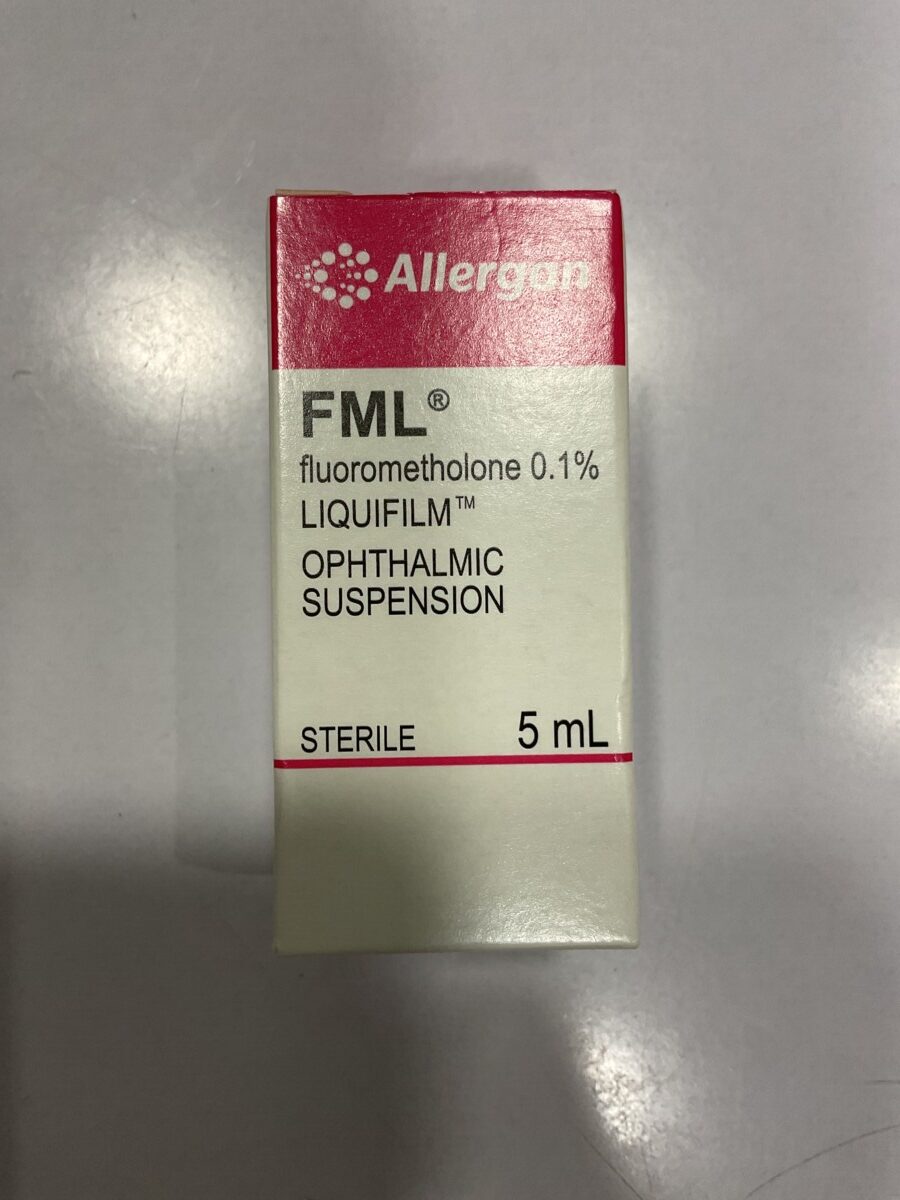 Allergan
FML®
fluorometholone 0.1%
LIQUIFILM™
OPHTHALMIC
SUSPENSION
STERILE 5 mL